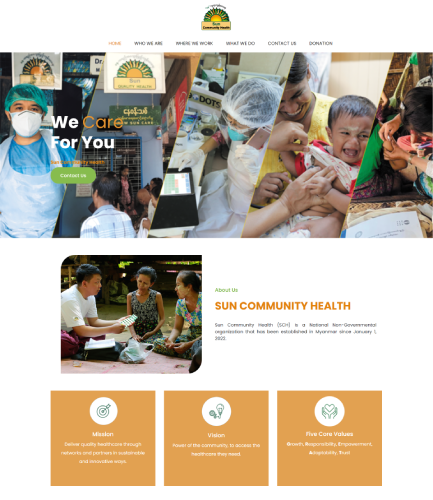 Sun
Community Health
HOME WHO WE ARE WHERE WE WORK WHAT WE DO CONTACT US DONATION
Dr.
DOTS
We Care
For You
Contact Us
About Us
SUN COMMUNITY HEALTH
Sun Community Health (SCH) is a National Non-Governmental
organization that has been established in Myanmar since January 1,
2022.
Mission
Deliver quality healthcare through
networks and partners in sustainable
and innovative ways.
Vision
Power of the community, to access the
healthcare they need.
Five Core Values
Growth, Responsibility, Empowerment,
Adaptability, Trust